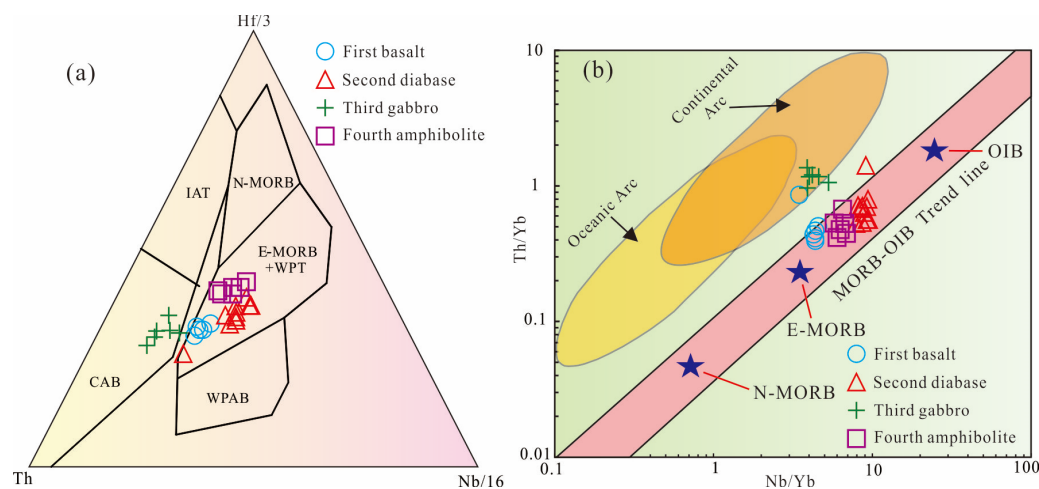 Hf/3
(a)
First basalt
Second diabase
Third gabbro
Fourth amphibolite
IAT
N-MORB
E-MORB
+WPT
CAB
WPAB
Th
Nb/16
10
(b)
Continental
Arc
OIB
1
Oceanic Arc
Th/Yb
MORB-OIB Trend line
0.1
E-MORB
N-MORB
First basalt
Second diabase
Third gabbro
Fourth amphibolite
0.01
0.1
1
10
100
Nb/Yb